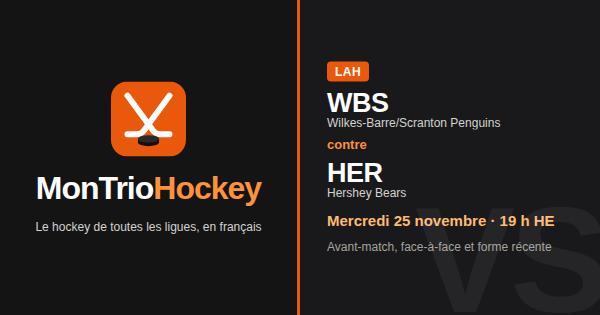 MonTrioHockey
Le hockey de toutes les ligues, en français
LAH
WBS
Wilkes-Barre/Scranton Penguins
contre
HER
Hershey Bears
Mercredi 25 novembre · 19 h HE
Avant-match, face-à-face et forme récente
VS